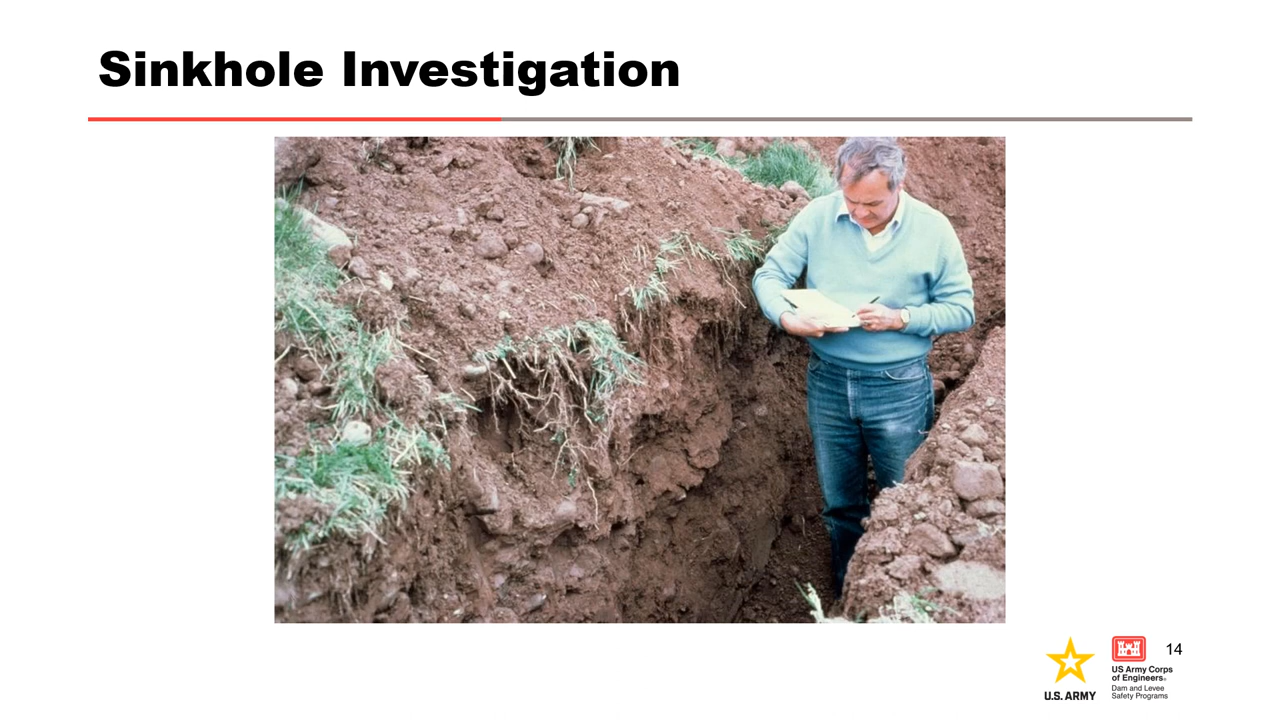 Sinkhole Investigation
14
U.S. ARMY
US Army Corps
of Engineers®
Dam and Levee
Safety Programs